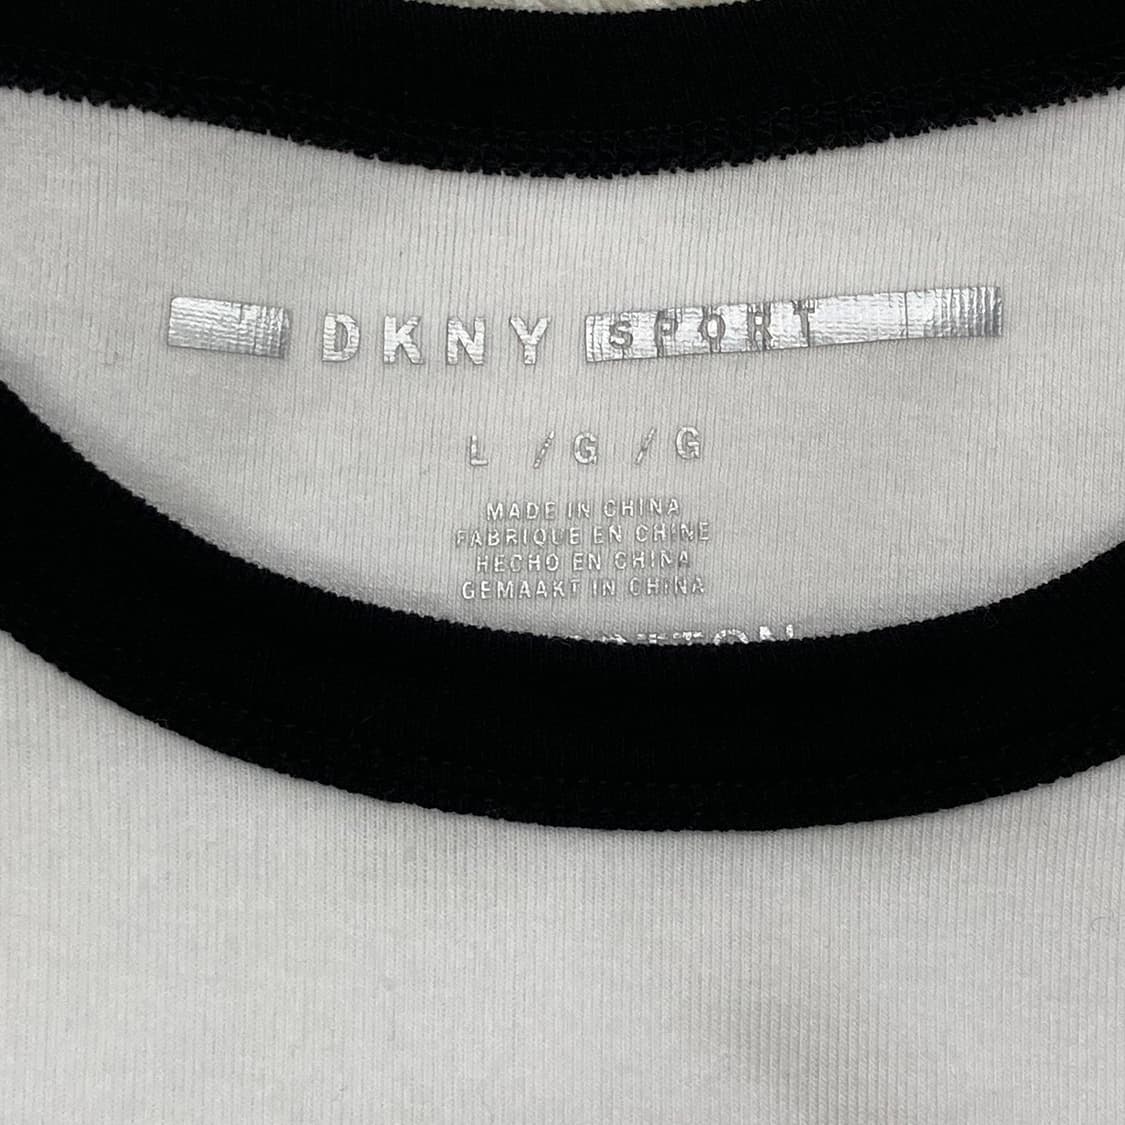 DKNY SPORT
L / G / G
MADE IN CHINA
FABRIQUE EN CHINE
HECHO EN CHINA
GEMAAKT IN CHINA